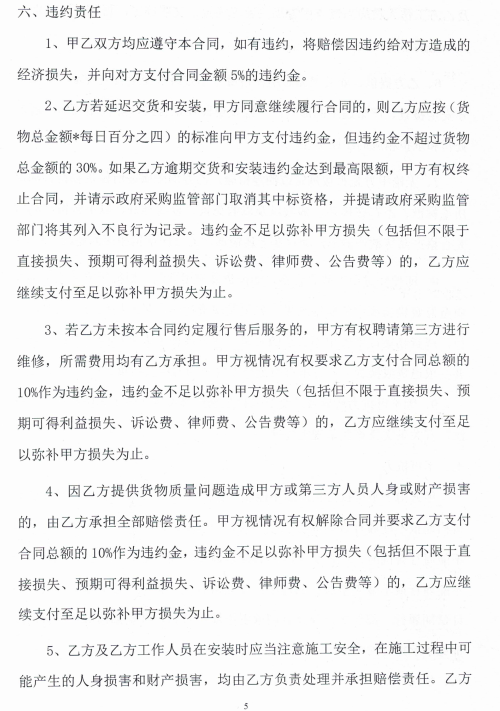 六、违约责任
1、甲乙双方均应遵守本合同，如有违约，将赔偿因违约给对方造成的
经济损失，并向对方支付合同金额 5%的违约金。
2、乙方若延迟交货和安装，甲方同意继续履行合同的，则乙方应按（货
物总金额*每日百分之四）的标准向甲方支付违约金，但违约金不超过货物
总金额的 30%。如果乙方逾期交货和安装违约金达到最高限额，甲方有权终
止合同，并请示政府采购监管部门取消其中标资格，并提请政府采购监管
部门将其列入不良行为记录。违约金不足以弥补甲方损失（包括但不限于
直接损失、预期可得利益损失、诉讼费、律师费、公告费等）的，乙方应
继续支付至足以弥补甲方损失为止。
3、若乙方未按本合同约定履行售后服务的，甲方有权聘请第三方进行
维修，所需费用均有乙方承担。甲方视情况有权要求乙方支付合同总额的
10%作为违约金，违约金不足以弥补甲方损失（包括但不限于直接损失、预
期可得利益损失、诉讼费、律师费、公告费等）的，乙方应继续支付至足
以弥补甲方损失为止。
4、因乙方提供货物质量问题造成甲方或第三方人员人身或财产损害
的，由乙方承担全部赔偿责任。甲方视情况有权解除合同并要求乙方支付
合同总额的 10%作为违约金，违约金不足以弥补甲方损失（包括但不限于直
接损失、预期可得利益损失、诉讼费、律师费、公告费等）的，乙方应继
续支付至足以弥补甲方损失为止。
5、乙方及乙方工作人员在安装时应当注意施工安全，在施工过程中可
能产生的人身损害和财产损害，均由乙方负责处理并承担赔偿责任。乙方
5